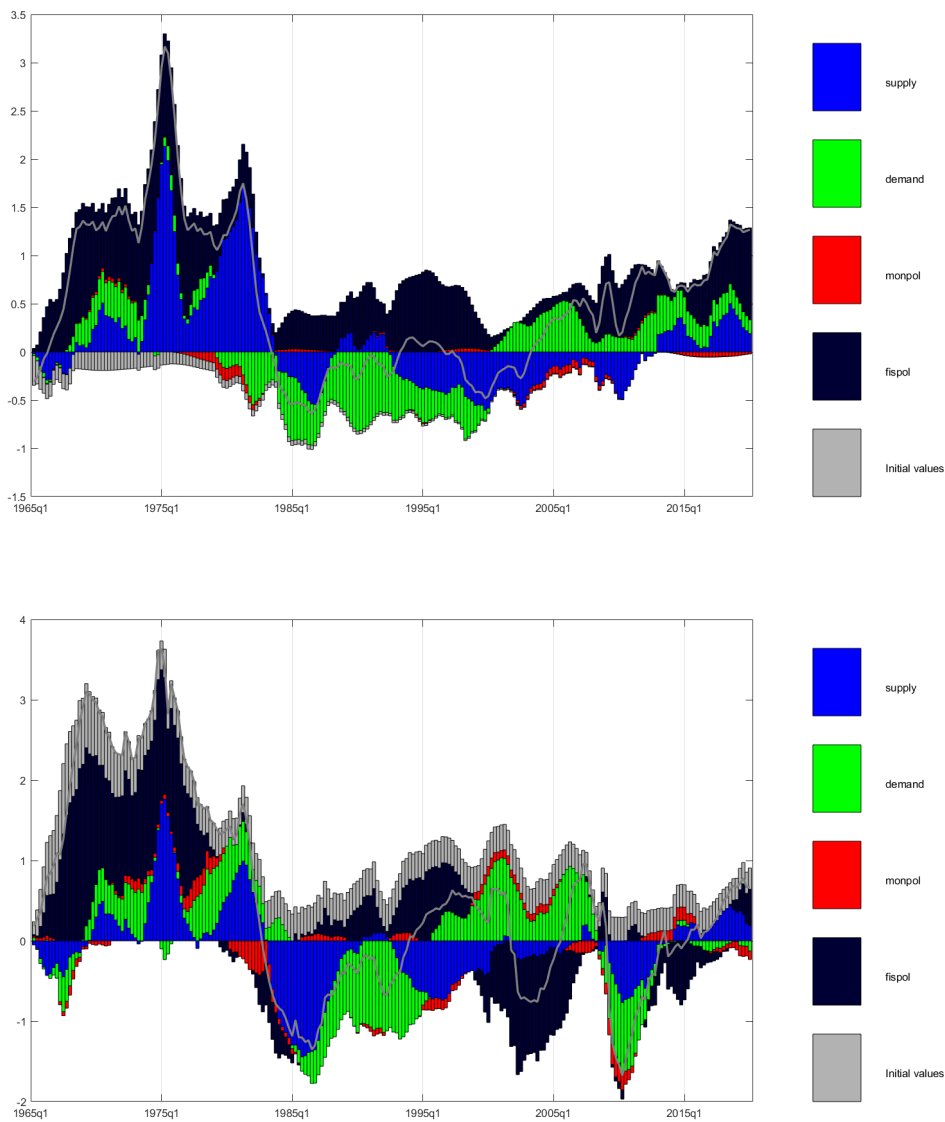 3.5
3
2.5
2
1.5
1
0.5
0
-0.5
-1
-1.5
1965q1 1975q1 1985q1 1995q1 2005q1 2015q1
supply
demand
monpol
fispol
Initial values
4
3
2
1
0
-1
-2
1965q1 1975q1 1985q1 1995q1 2005q1 2015q1
supply
demand
monpol
fispol
Initial values